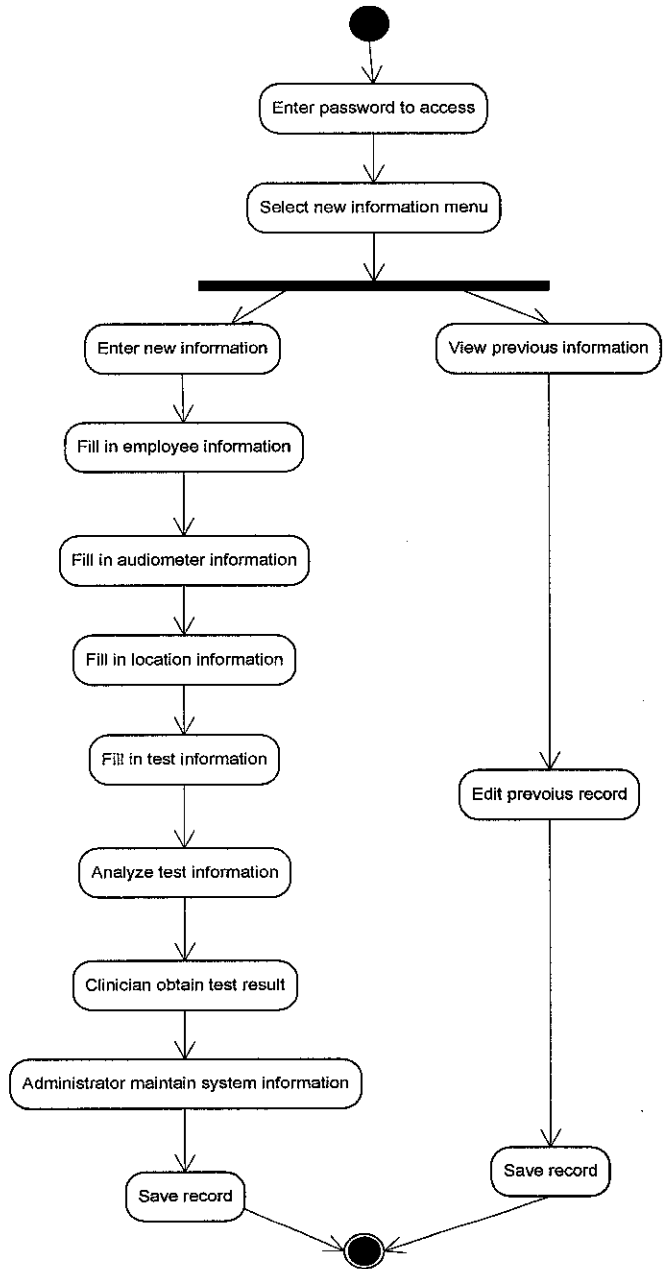 Enter password to access
Select new information menu
Enter new information
View previous information
Fill in employee information
Fill in audiometer information
Fill in location information
Fill in test information
Edit prevoius record
Analyze test information
Clinician obtain test result
Administrator maintain system information
Save record
Save record